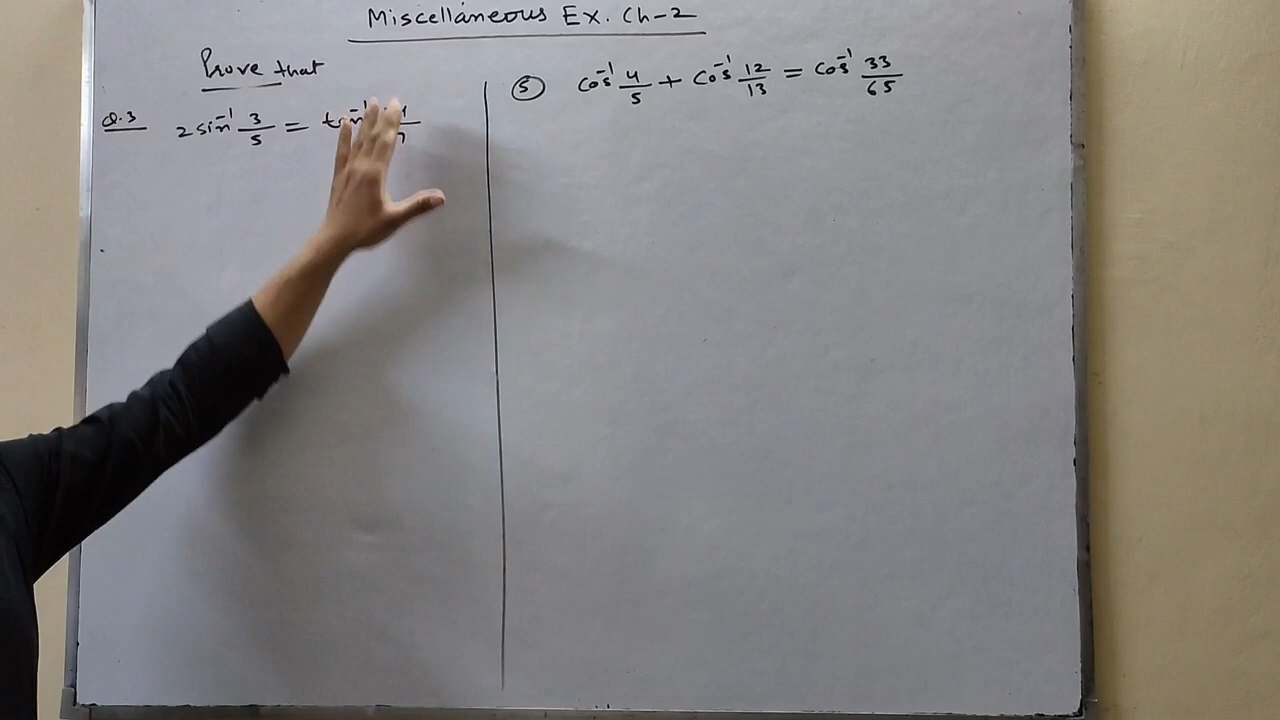 Miscellaneous Ex. Ch-2
Prove that
Q.3 2 sin⁻¹ 3/5 =
⑤ Cos⁻¹ 4/5 + Cos⁻¹ 12/13 = Cos⁻¹ 33/65